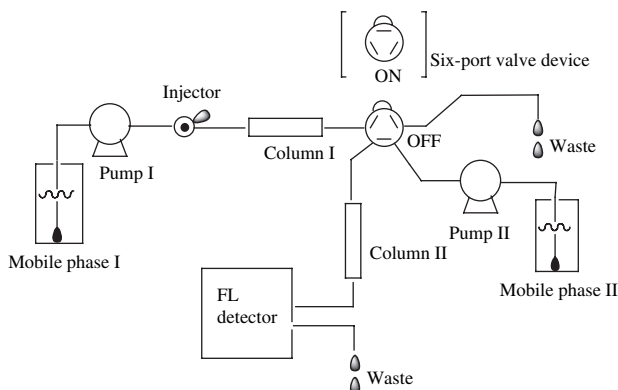 ON
Six-port valve device
Injector
OFF
Waste
Pump I
Column I
Pump II
Mobile phase I
Column II
Mobile phase II
FL
detector
Waste